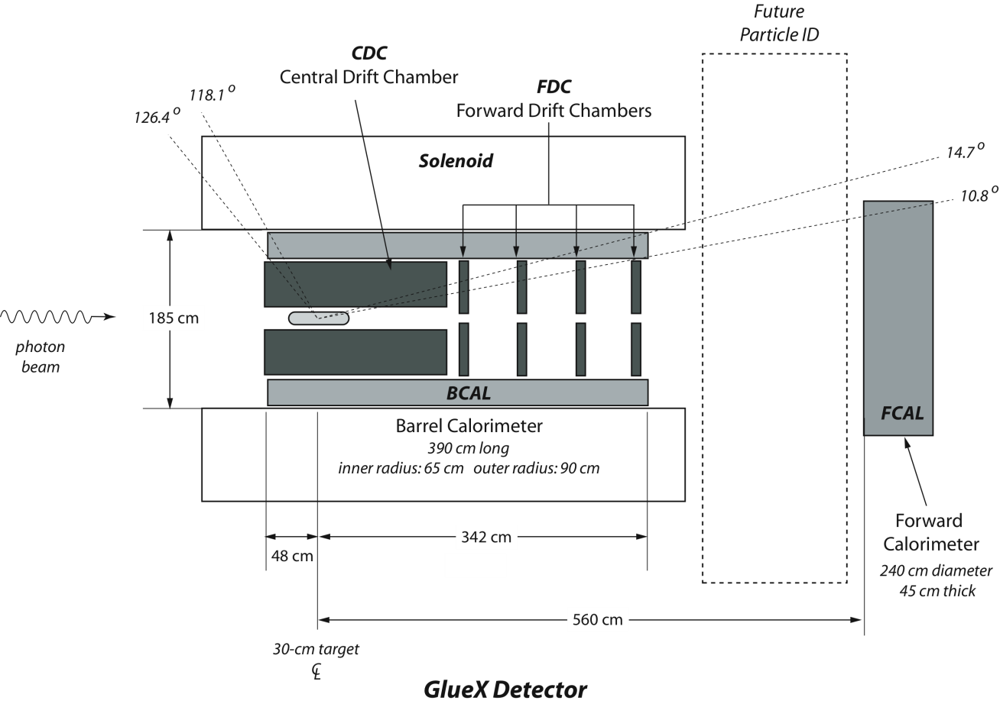 Future
Particle ID
CDC
Central Drift Chamber
FDC
Forward Drift Chambers
118.1 o
126.4 o
14.7 o
10.8 o
Solenoid
185 cm
photon
beam
BCAL
FCAL
Barrel Calorimeter
390 cm long
inner radius: 65 cm outer radius: 90 cm
342 cm
48 cm
Forward
Calorimeter
240 cm diameter
45 cm thick
560 cm
30-cm target
℄
GlueX Detector